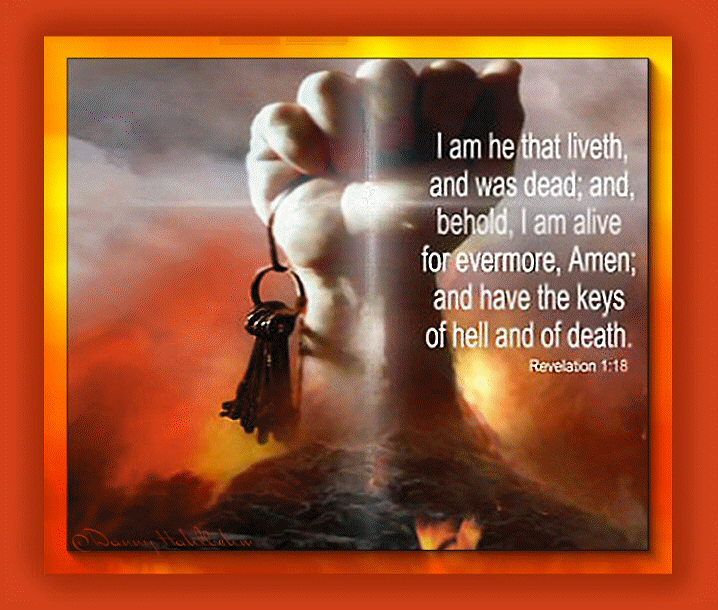 I am he that liveth,
and was dead; and,
behold, I am alive
for evermore, Amen;
and have the keys
of hell and of death.
Revelation 1:18